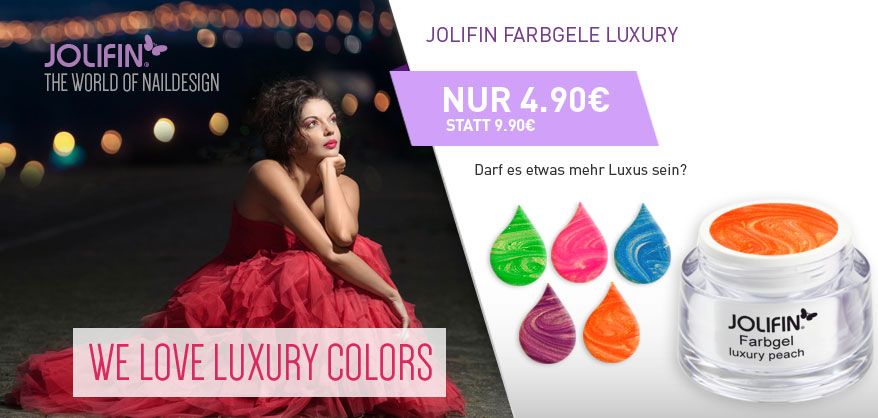 JOLIFIN®
THE WORLD OF NAILDESIGN
WE LOVE LUXURY COLORS
JOLIFIN FARBGELE LUXURY
NUR 4.90€
STATT 9.90€
Darf es etwas mehr Luxus sein?
JOLIFIN®
Farbgel
luxury peach